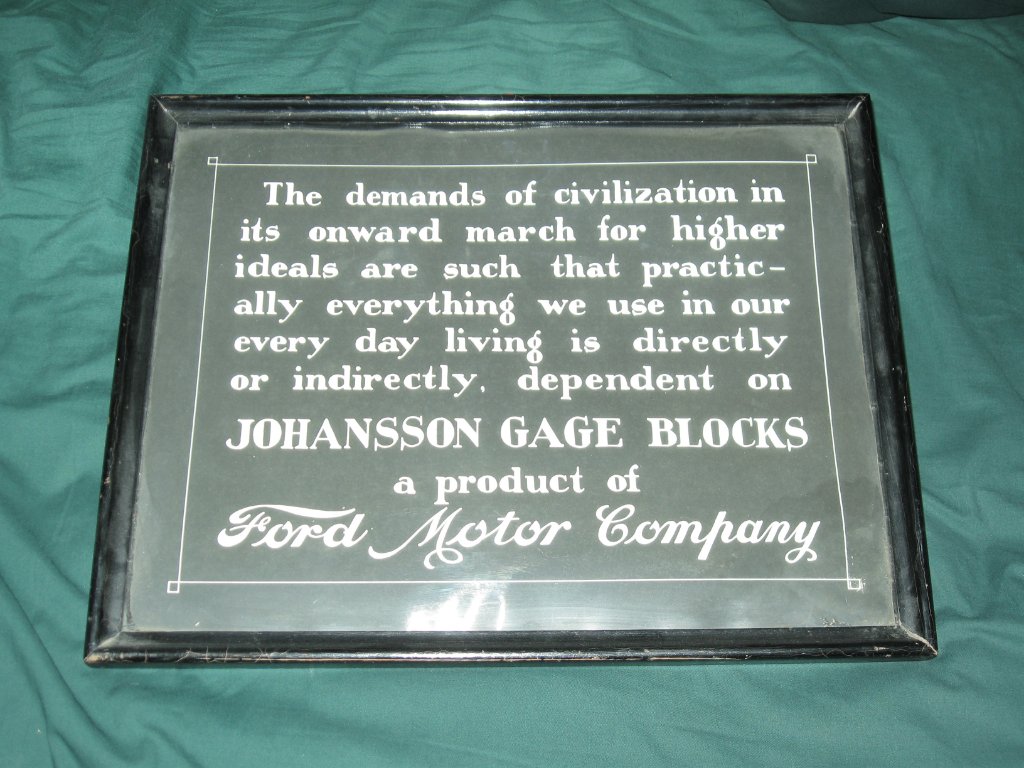 The demands of civilization in
its onward march for higher
ideals are such that practic-
ally everything we use in our
every day living is directly
or indirectly, dependent on
JOHANSSON GAGE BLOCKS
a product of
Ford Motor Company